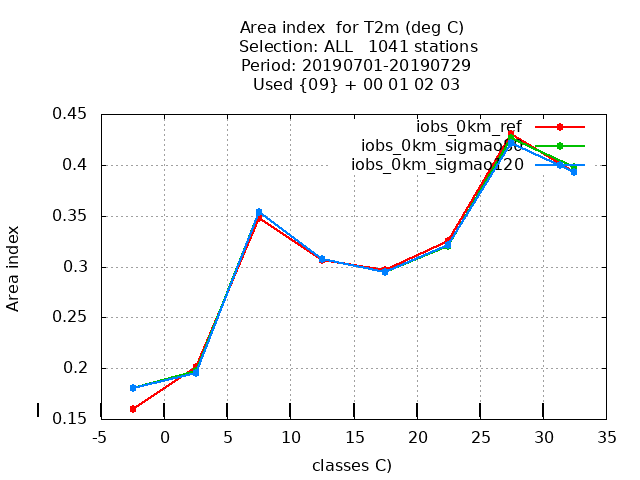 Area index for T2m (deg C)
Selection: ALL 1041 stations
Period: 20190701-20190729
Used {09} + 00 01 02 03
0.45
0.4
0.35
0.3
0.25
0.2
0.15
-5 0 5 10 15 20 25 30 35
Area index
classes C)
iobs_0km_ref
iobs_0km_sigmao80
iobs_0km_sigmao120